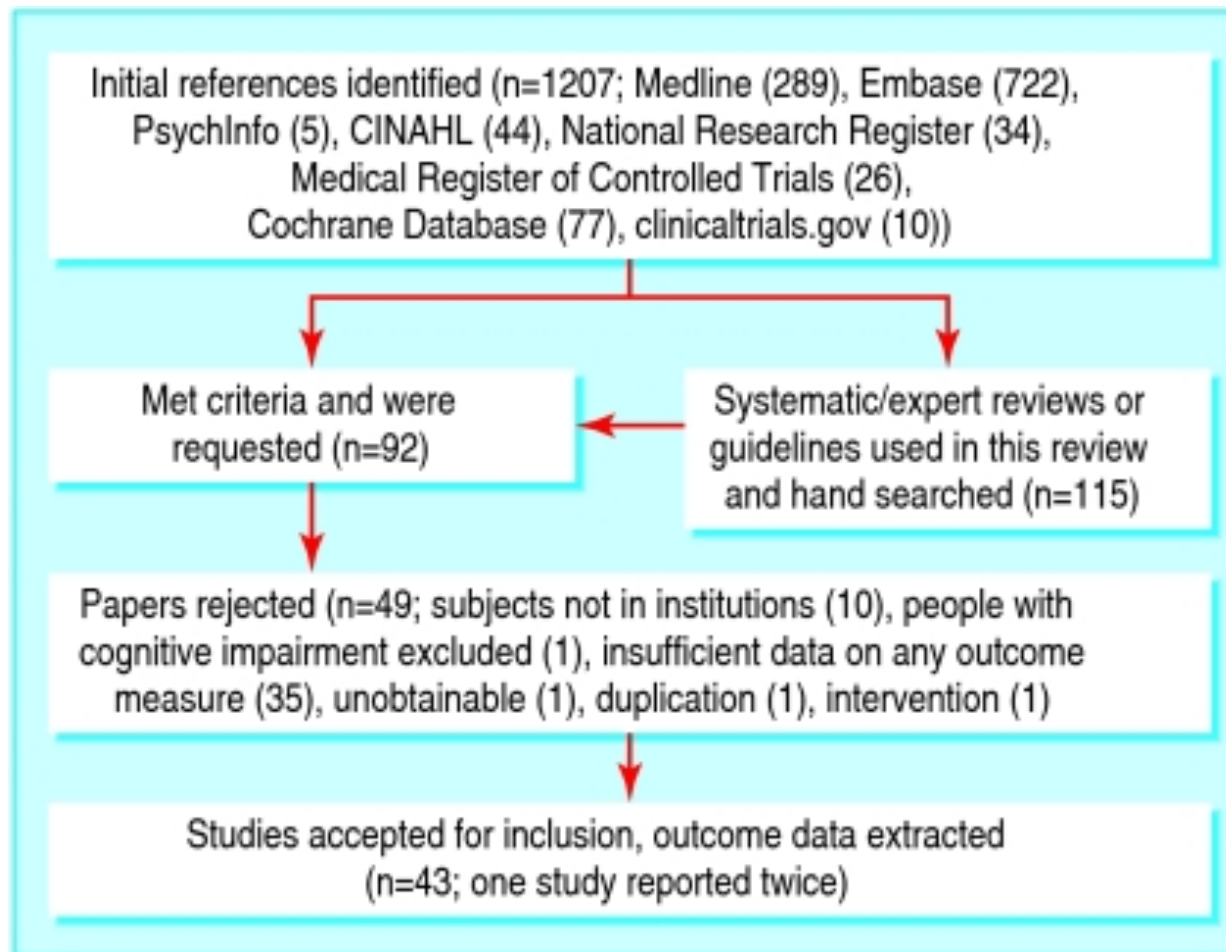 Initial references identified (n=1207; Medline (289), Embase (722),
PsychInfo (5), CINAHL (44), National Research Register (34),
Medical Register of Controlled Trials (26),
Cochrane Database (77), clinicaltrials.gov (10))
Met criteria and were
requested (n=92)
Systematic/expert reviews or
guidelines used in this review
and hand searched (n=115)
Papers rejected (n=49; subjects not in institutions (10), people with
cognitive impairment excluded (1), insufficient data on any outcome
measure (35), unobtainable (1), duplication (1), intervention (1)
Studies accepted for inclusion, outcome data extracted
(n=43; one study reported twice)